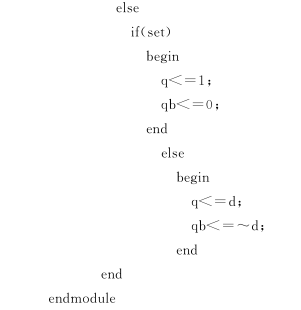 else
if(set)
begin
q<=1;
qb<=0;
end
else
begin
q<=d;
qb<=~d;
end
end
endmodule